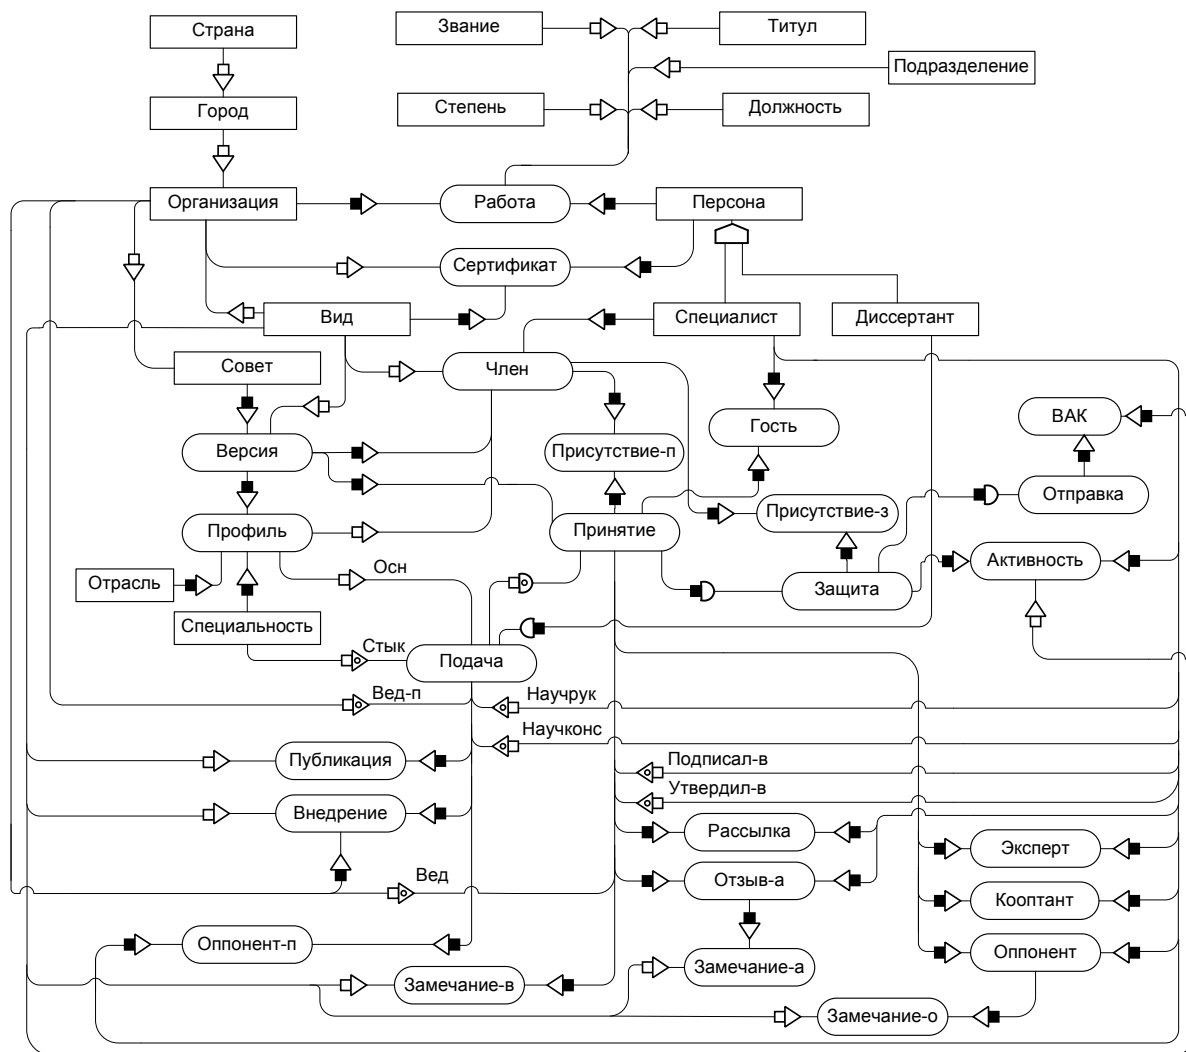 Страна
Звание
Титул
Подразделение
Город
Степень
Должность
Организация
Работа
Персона
Сертификат
Вид
Специалист
Диссертант
Совет
Член
Гость
ВАК
Версия
Присутствие-п
Отправка
Профиль
Принятие
Присутствие-з
Осн
Активность
Отрасль
Защита
Специальность
Стык
Подача
Вед-п
Научрук
Научконс
Публикация
Подписал-в
Утвердил-в
Внедрение
Рассылка
Эксперт
Вед
Отзыв-а
Кооптант
Оппонент-п
Оппонент
Замечание-а
Замечание-в
Замечание-о